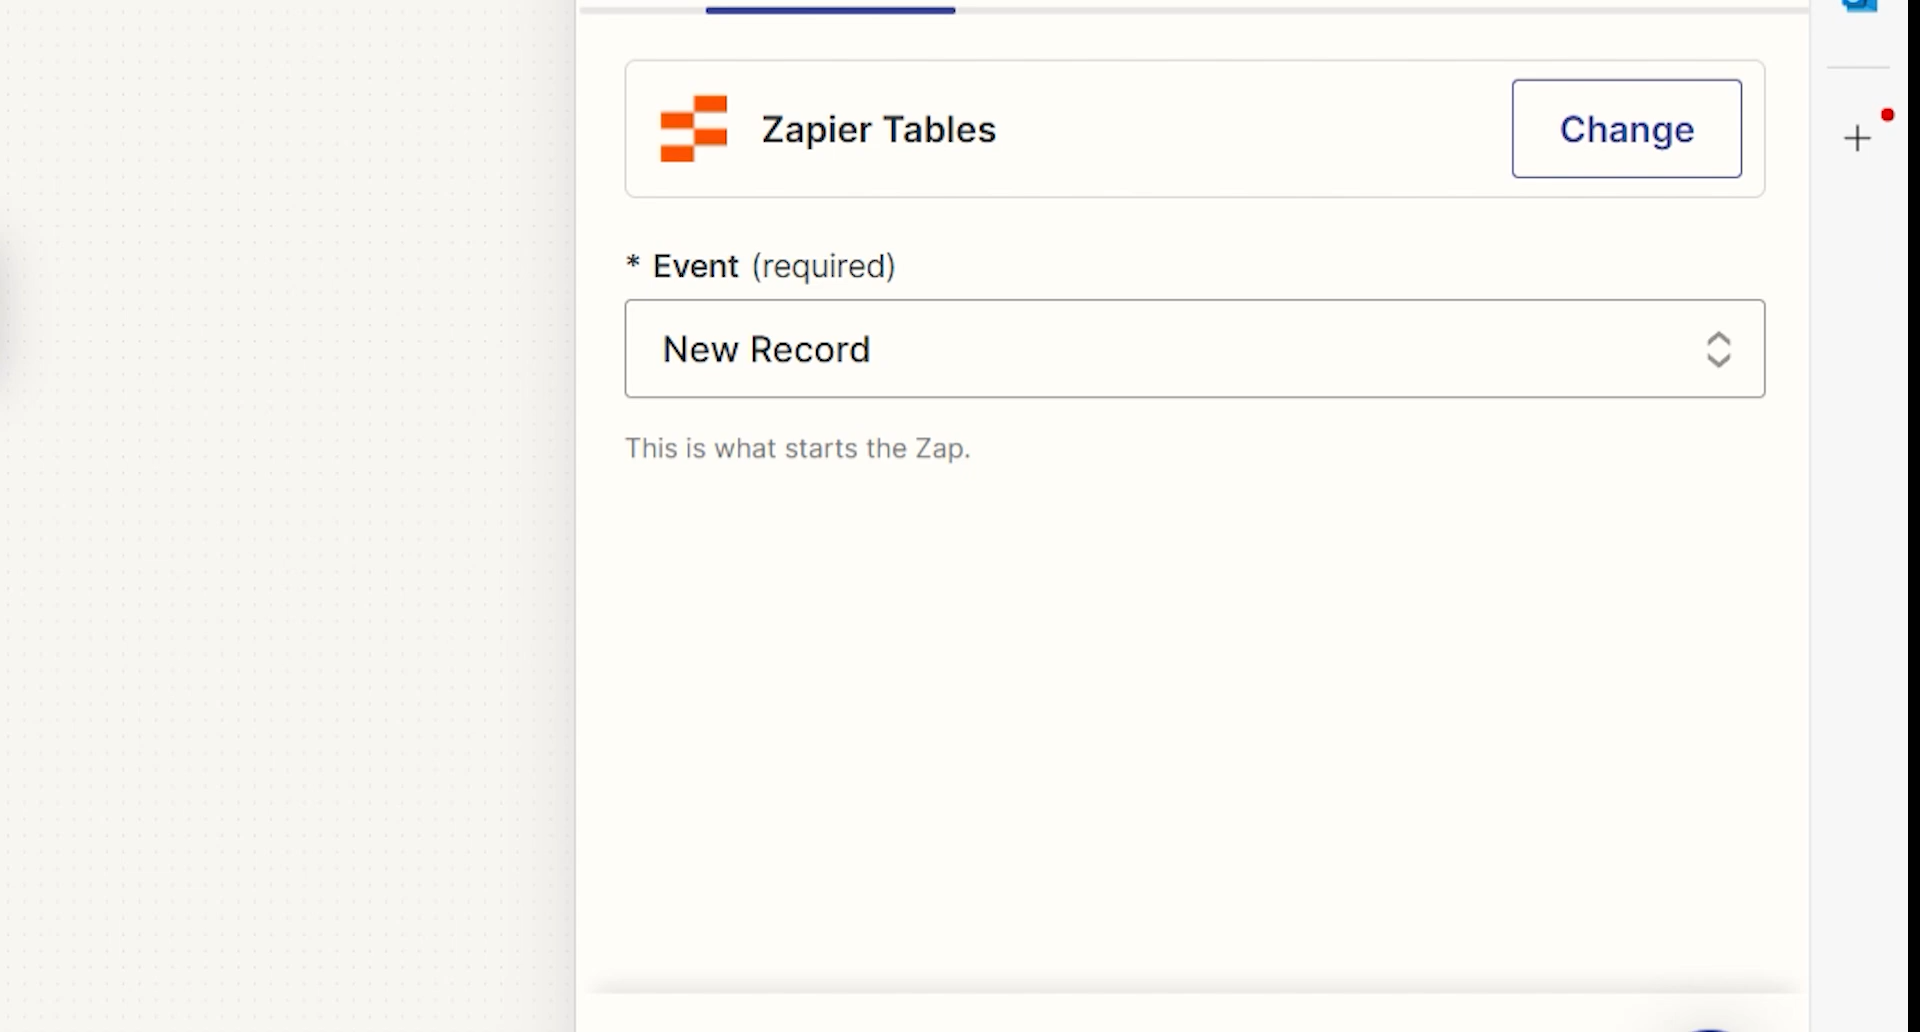 Zapier Tables
Change
* Event (required)
New Record
This is what starts the Zap.